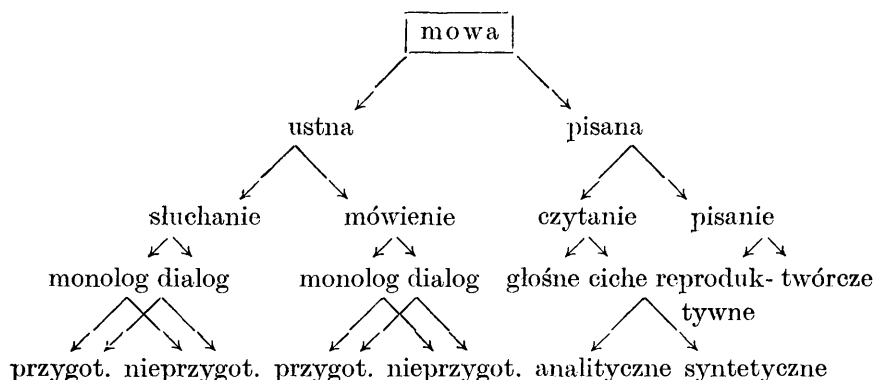 mowa
ustna pisana
słuchanie mówienie czytanie pisanie
monolog dialog monolog dialog głośne ciche reproduk- twórcze
tywne
przygot. nieprzygot. przygot. nieprzygot. analityczne syntetyczne